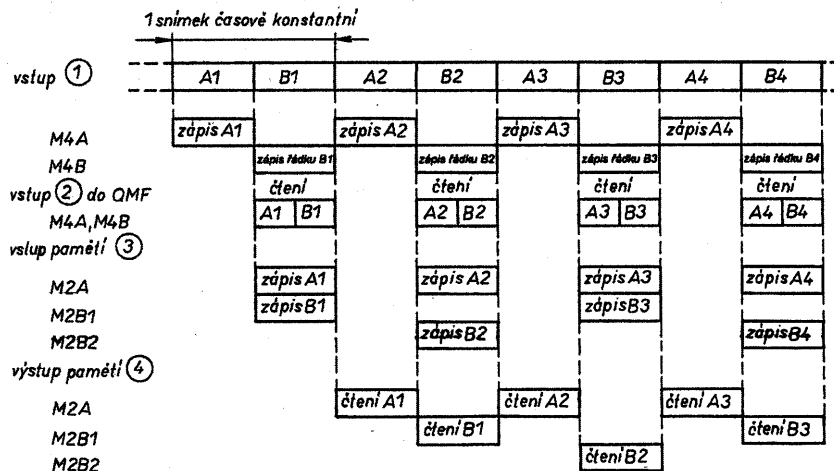 1 snímek časově konstantní
vstup 1 A1 B1 A2 B2 A3 B3 A4 B4
M4A zápis A1 zápis A2 zápis A3 zápis A4
M4B zápis řádku B1 zápis řádku B2 zápis řádku B3 zápis řádku B4
vstup 2 do QMF čtení čtení čtení čtení
M4A,M4B A1 B1 A2 B2 A3 B3 A4 B4
vstup pamětí 3
M2A zápis A1 zápis A2 zápis A3 zápis A4
M2B1 zápis B1 zápis B3
M2B2 zápis B2 zápis B4
výstup pamětí 4
M2A čtení A1 čtení A2 čtení A3
M2B1 čtení B1 čtení B3
M2B2 čtení B2